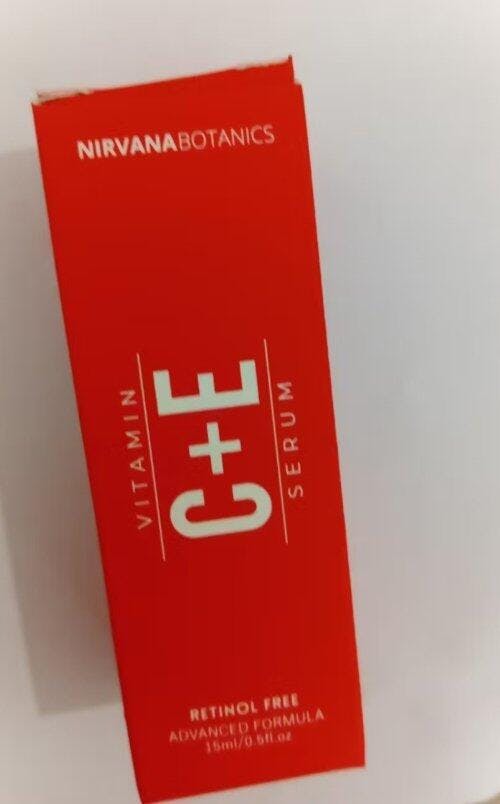 NIRVANABOTANICS
VITAMIN
C+E
SERUM
RETINOL FREE
ADVANCED FORMULA
15ml/0.5fl.oz